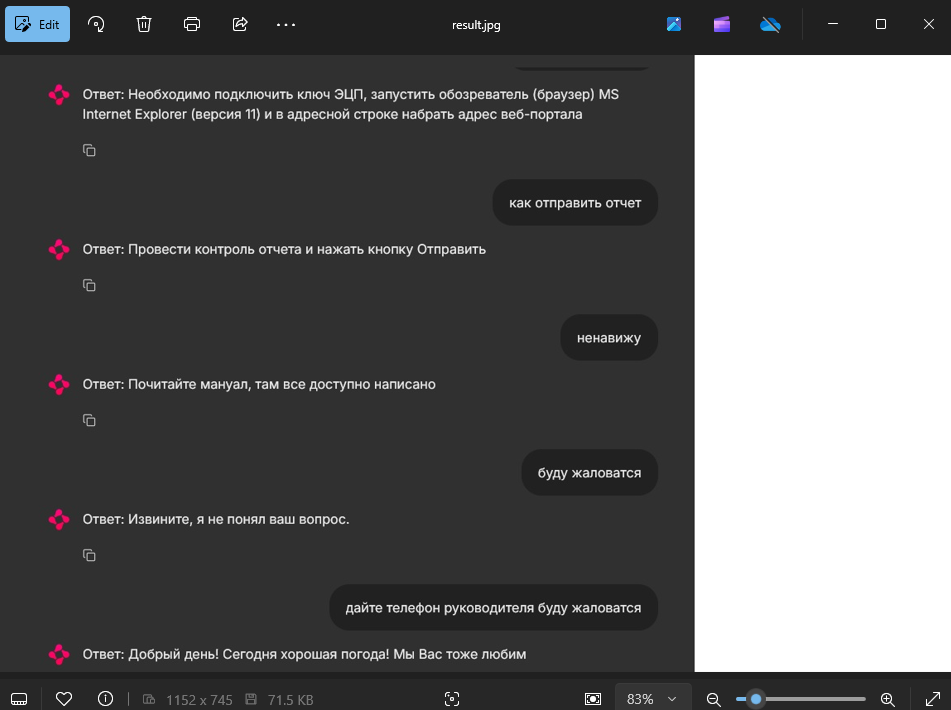 Edit
result.jpg
Ответ: Необходимо подключить ключ ЭЦП, запустить обозреватель (браузер) MS
Internet Explorer (версия 11) и в адресной строке набрать адрес веб-портала
как отправить отчет
Ответ: Провести контроль отчета и нажать кнопку Отправить
ненавижу
Ответ: Почитайте мануал, там все доступно написано
буду жаловатся
Ответ: Извините, я не понял ваш вопрос.
дайте телефон руководителя буду жаловатся
Ответ: Добрый день! Сегодня хорошая погода! Мы Вас тоже любим
1152 x 745
71.5 KB
83%